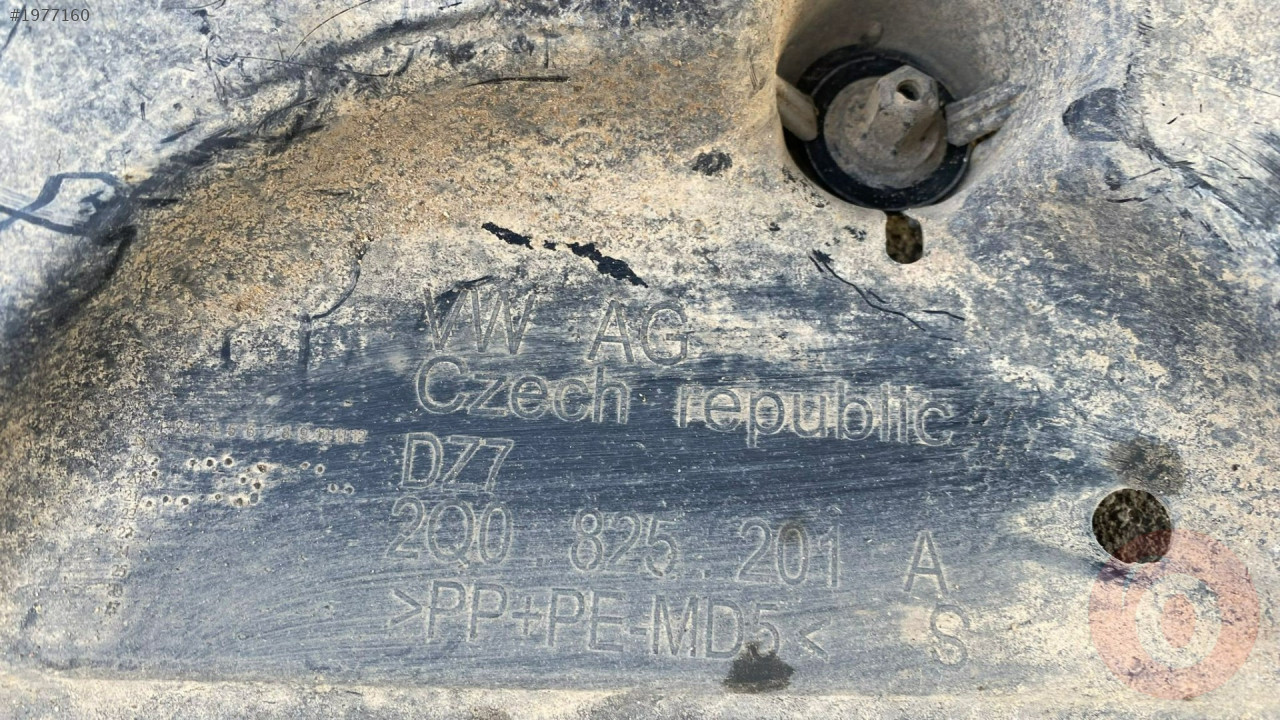 #1977160
VW AG
Czech republic
DZ7
2Q0.825.201 A
>PP+PE-MD5< S